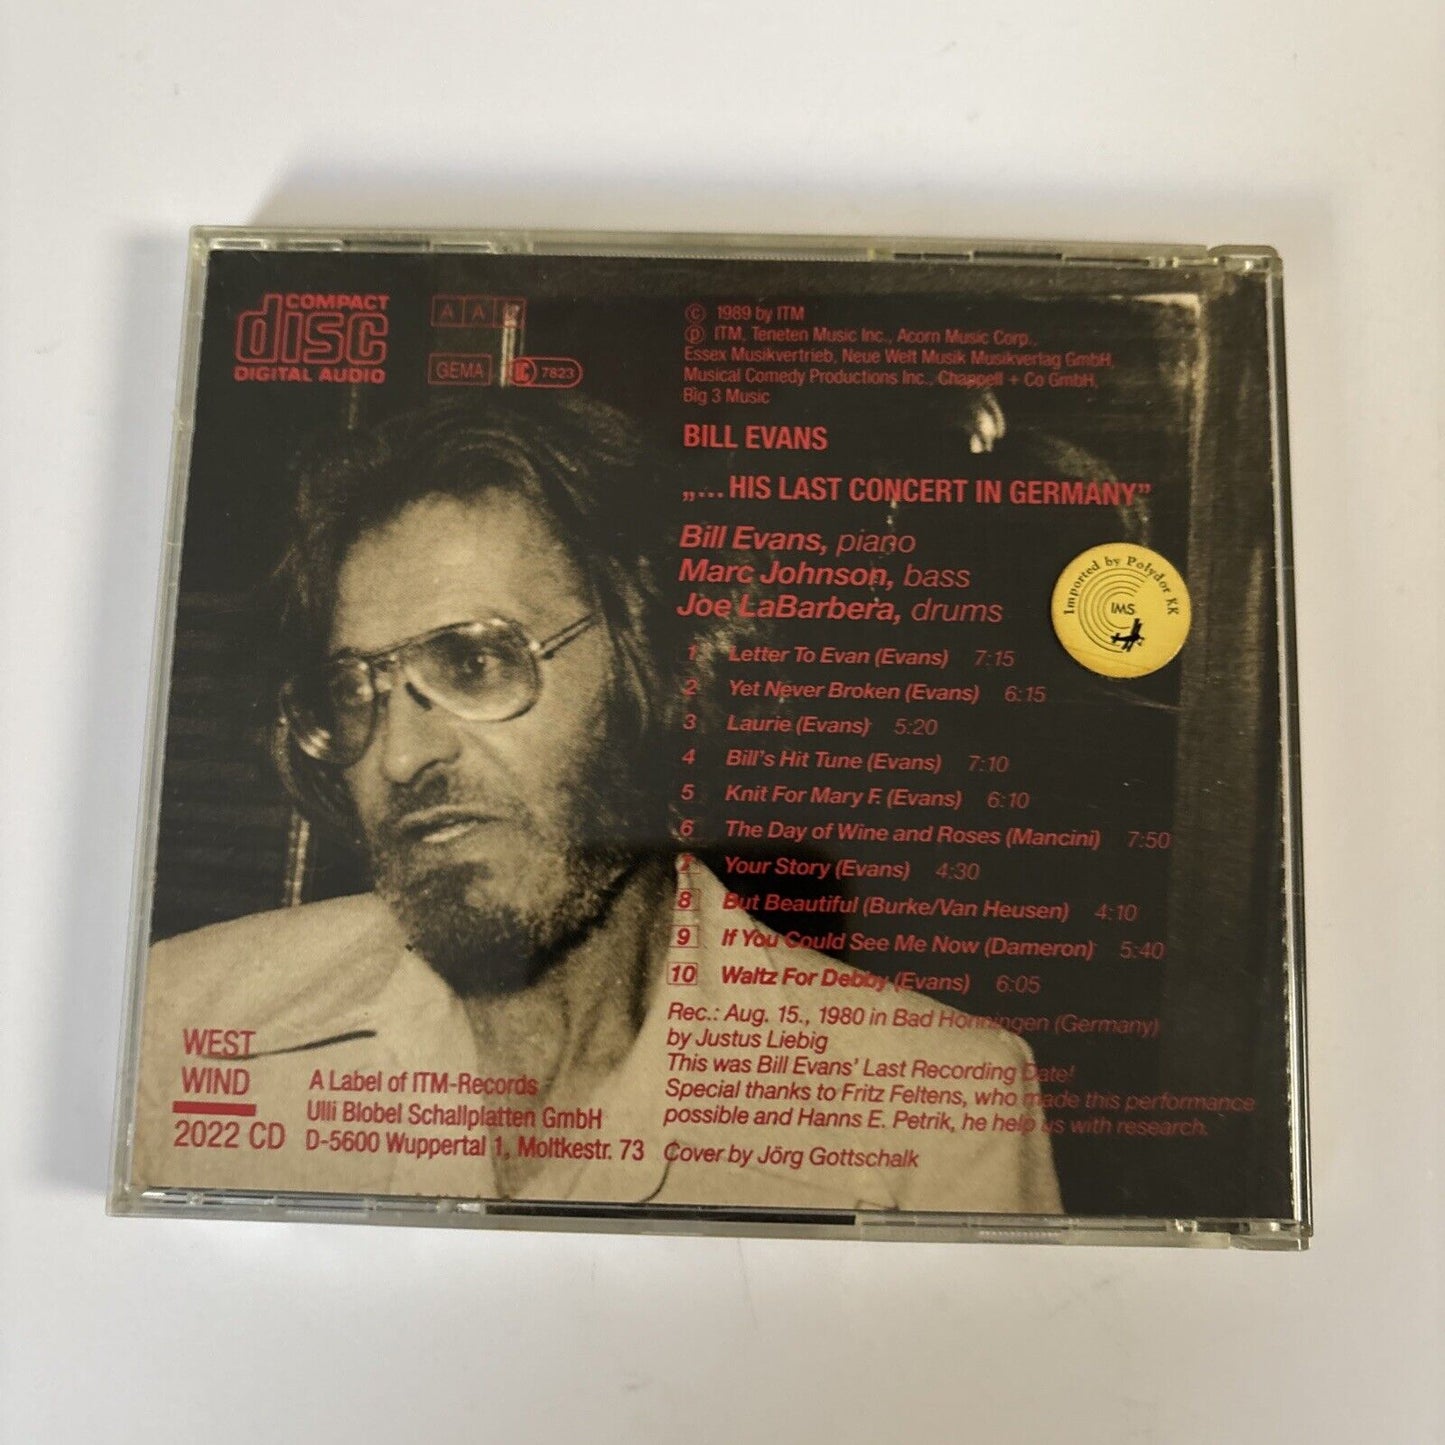 COMPACT
disc
DIGITAL AUDIO
A A
GEMA
LC 7823
© 1989 by ITM
℗ ITM, Teneten Music Inc., Acorn Music Corp.,
Essex Musikvertrieb, Neue Welt Musik Musikverlag GmbH,
Musical Comedy Productions Inc., Chappell + Co GmbH,
Big 3 Music
BILL EVANS
„... HIS LAST CONCERT IN GERMANY”
Bill Evans, piano
Marc Johnson, bass
Joe LaBarbera, drums
Imported by Polydor KK
IMS
1 Letter To Evan (Evans) 7:15
2 Yet Never Broken (Evans) 6:15
3 Laurie (Evans) 5:20
4 Bill's Hit Tune (Evans) 7:10
5 Knit For Mary F. (Evans) 6:10
6 The Day of Wine and Roses (Mancini) 7:50
7 Your Story (Evans) 4:30
8 But Beautiful (Burke/Van Heusen) 4:10
9 If You Could See Me Now (Dameron) 5:40
10 Waltz For Debby (Evans) 6:05
Rec.: Aug. 15., 1980 in Bad Hönningen (Germany)
by Justus Liebig
This was Bill Evans' Last Recording Date!
Special thanks to Fritz Feltens, who made this performance
possible and Hanns E. Petrik, he help us with research.
Cover by Jörg Gottschalk
WEST
WIND
2022 CD
A Label of ITM-Records
Ulli Blobel Schallplatten GmbH
D-5600 Wuppertal 1, Moltkestr. 73